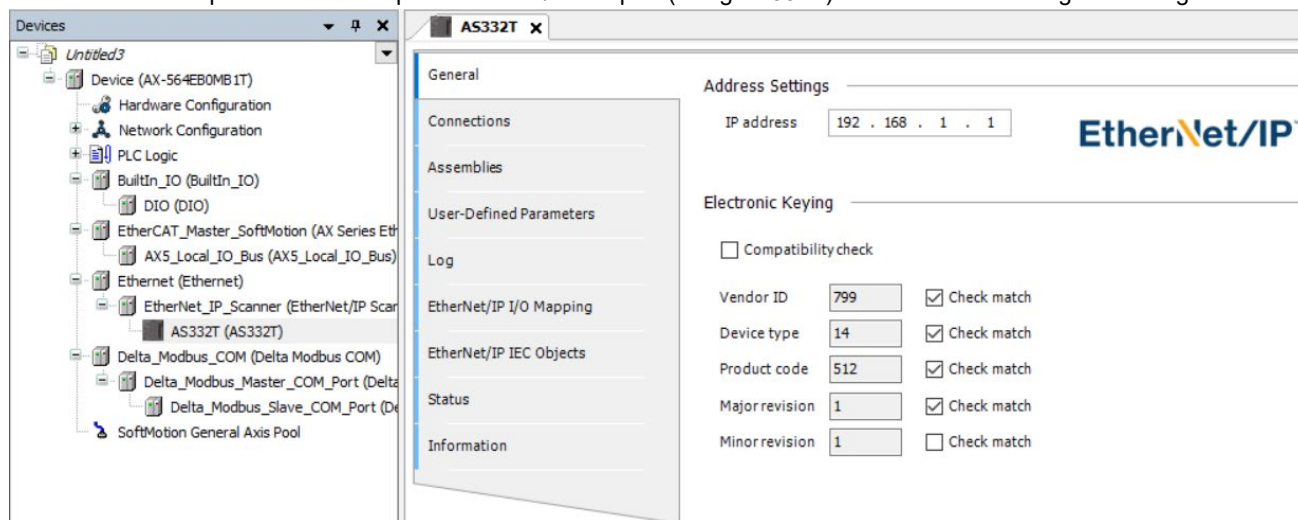 Devices
Untitled3
Device (AX-564EB0MB1T)
Hardware Configuration
Network Configuration
PLC Logic
BuiltIn_IO (BuiltIn_IO)
DIO (DIO)
EtherCAT_Master_SoftMotion (AX Series Eth
AX5_Local_IO_Bus (AX5_Local_IO_Bus)
Ethernet (Ethernet)
EtherNet_IP_Scanner (EtherNet/IP Scar
AS332T (AS332T)
Delta_Modbus_COM (Delta Modbus COM)
Delta_Modbus_Master_COM_Port (Delta
Delta_Modbus_Slave_COM_Port (De
SoftMotion General Axis Pool
AS332T
General
Connections
Assemblies
User-Defined Parameters
Log
EtherNet/IP I/O Mapping
EtherNet/IP IEC Objects
Status
Information
Address Settings
IP address 192 . 168 . 1 . 1
EtherNet/IP
Electronic Keying
Compatibility check
Vendor ID 799 Check match
Device type 14 Check match
Product code 512 Check match
Major revision 1 Check match
Minor revision 1 Check match